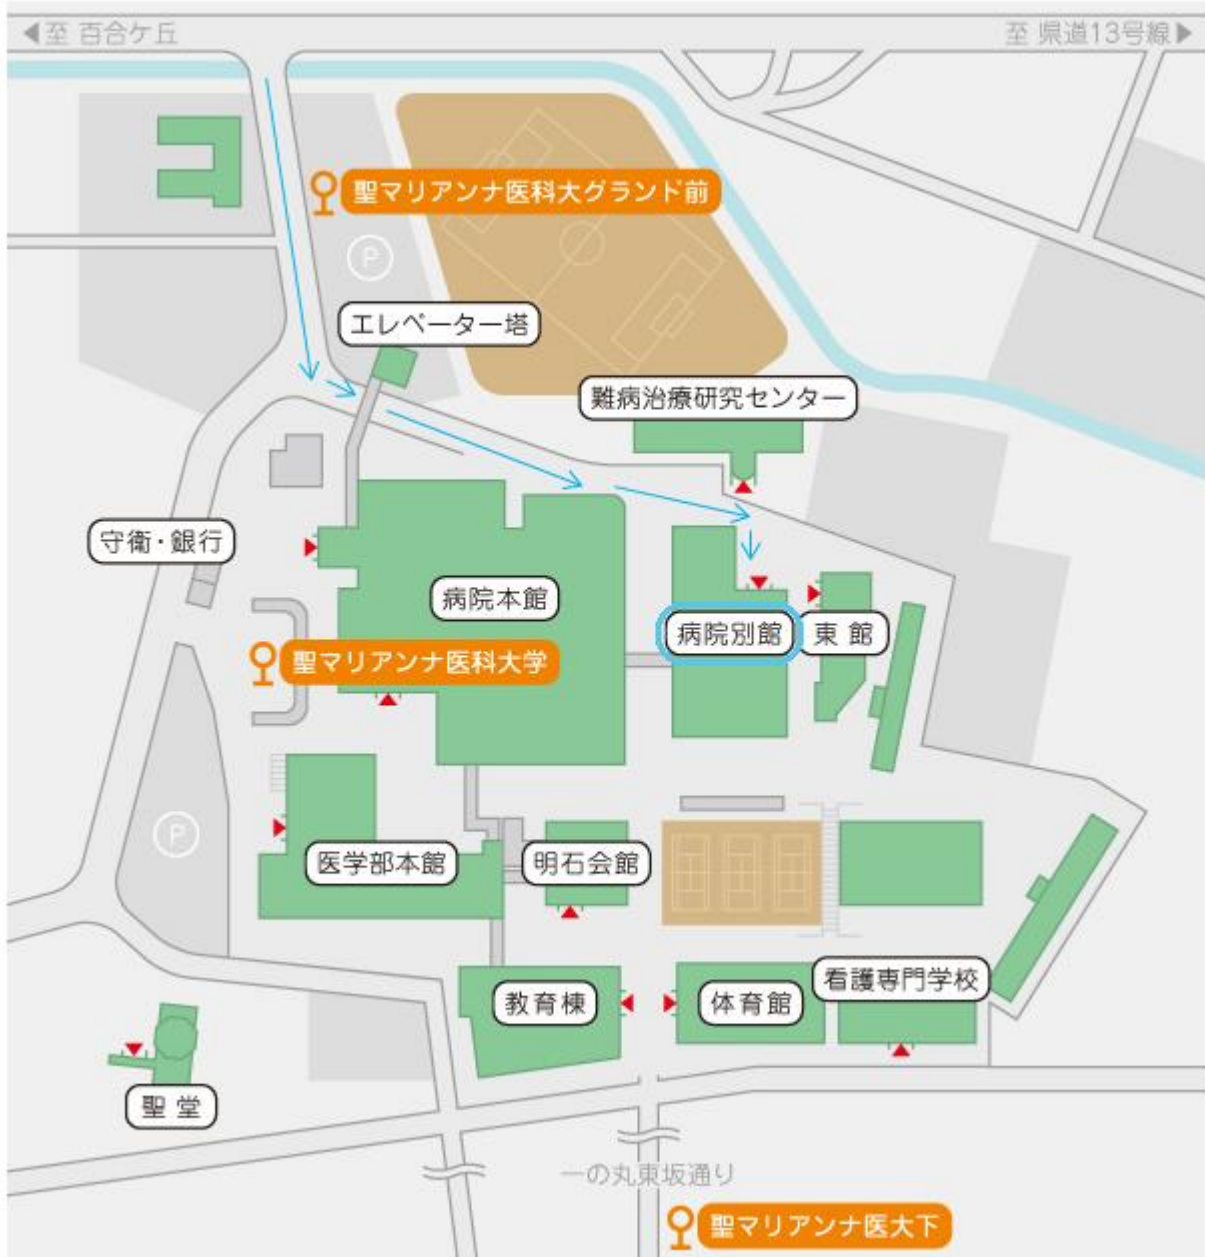 ◀至 百合ケ丘
至 県道13号線▶
聖マリアンナ医科大グランド前
P
エレベーター塔
難病治療研究センター
守衛・銀行
病院本館
病院別館
東館
聖マリアンナ医科大学
P
医学部本館
明石会館
看護専門学校
教育棟
体育館
聖堂
一の丸東坂通り
聖マリアンナ医大下